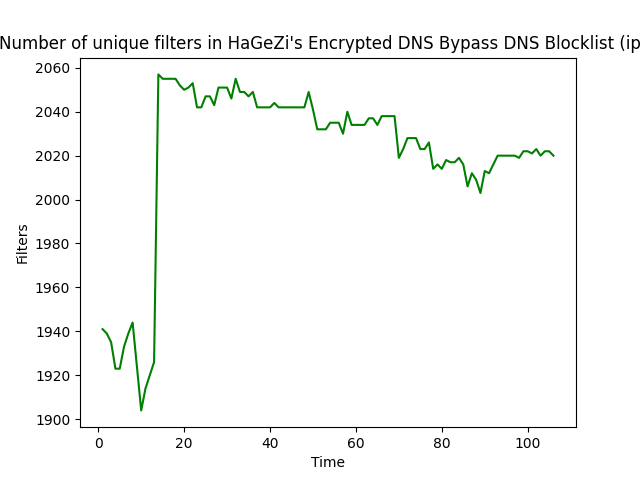 Number of unique filters in HaGeZi's Encrypted DNS Bypass DNS Blocklist (ip
2060
2040
2020
2000
1980
1960
1940
1920
1900
Filters
0 20 40 60 80 100
Time